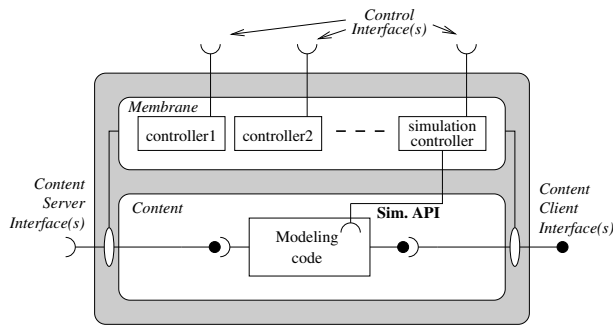 Control
Interface(s)
Membrane
controller1
controller2
simulation
controller
Content
Server
Interface(s)
Content
Sim. API
Modeling
code
Content
Client
Interface(s)